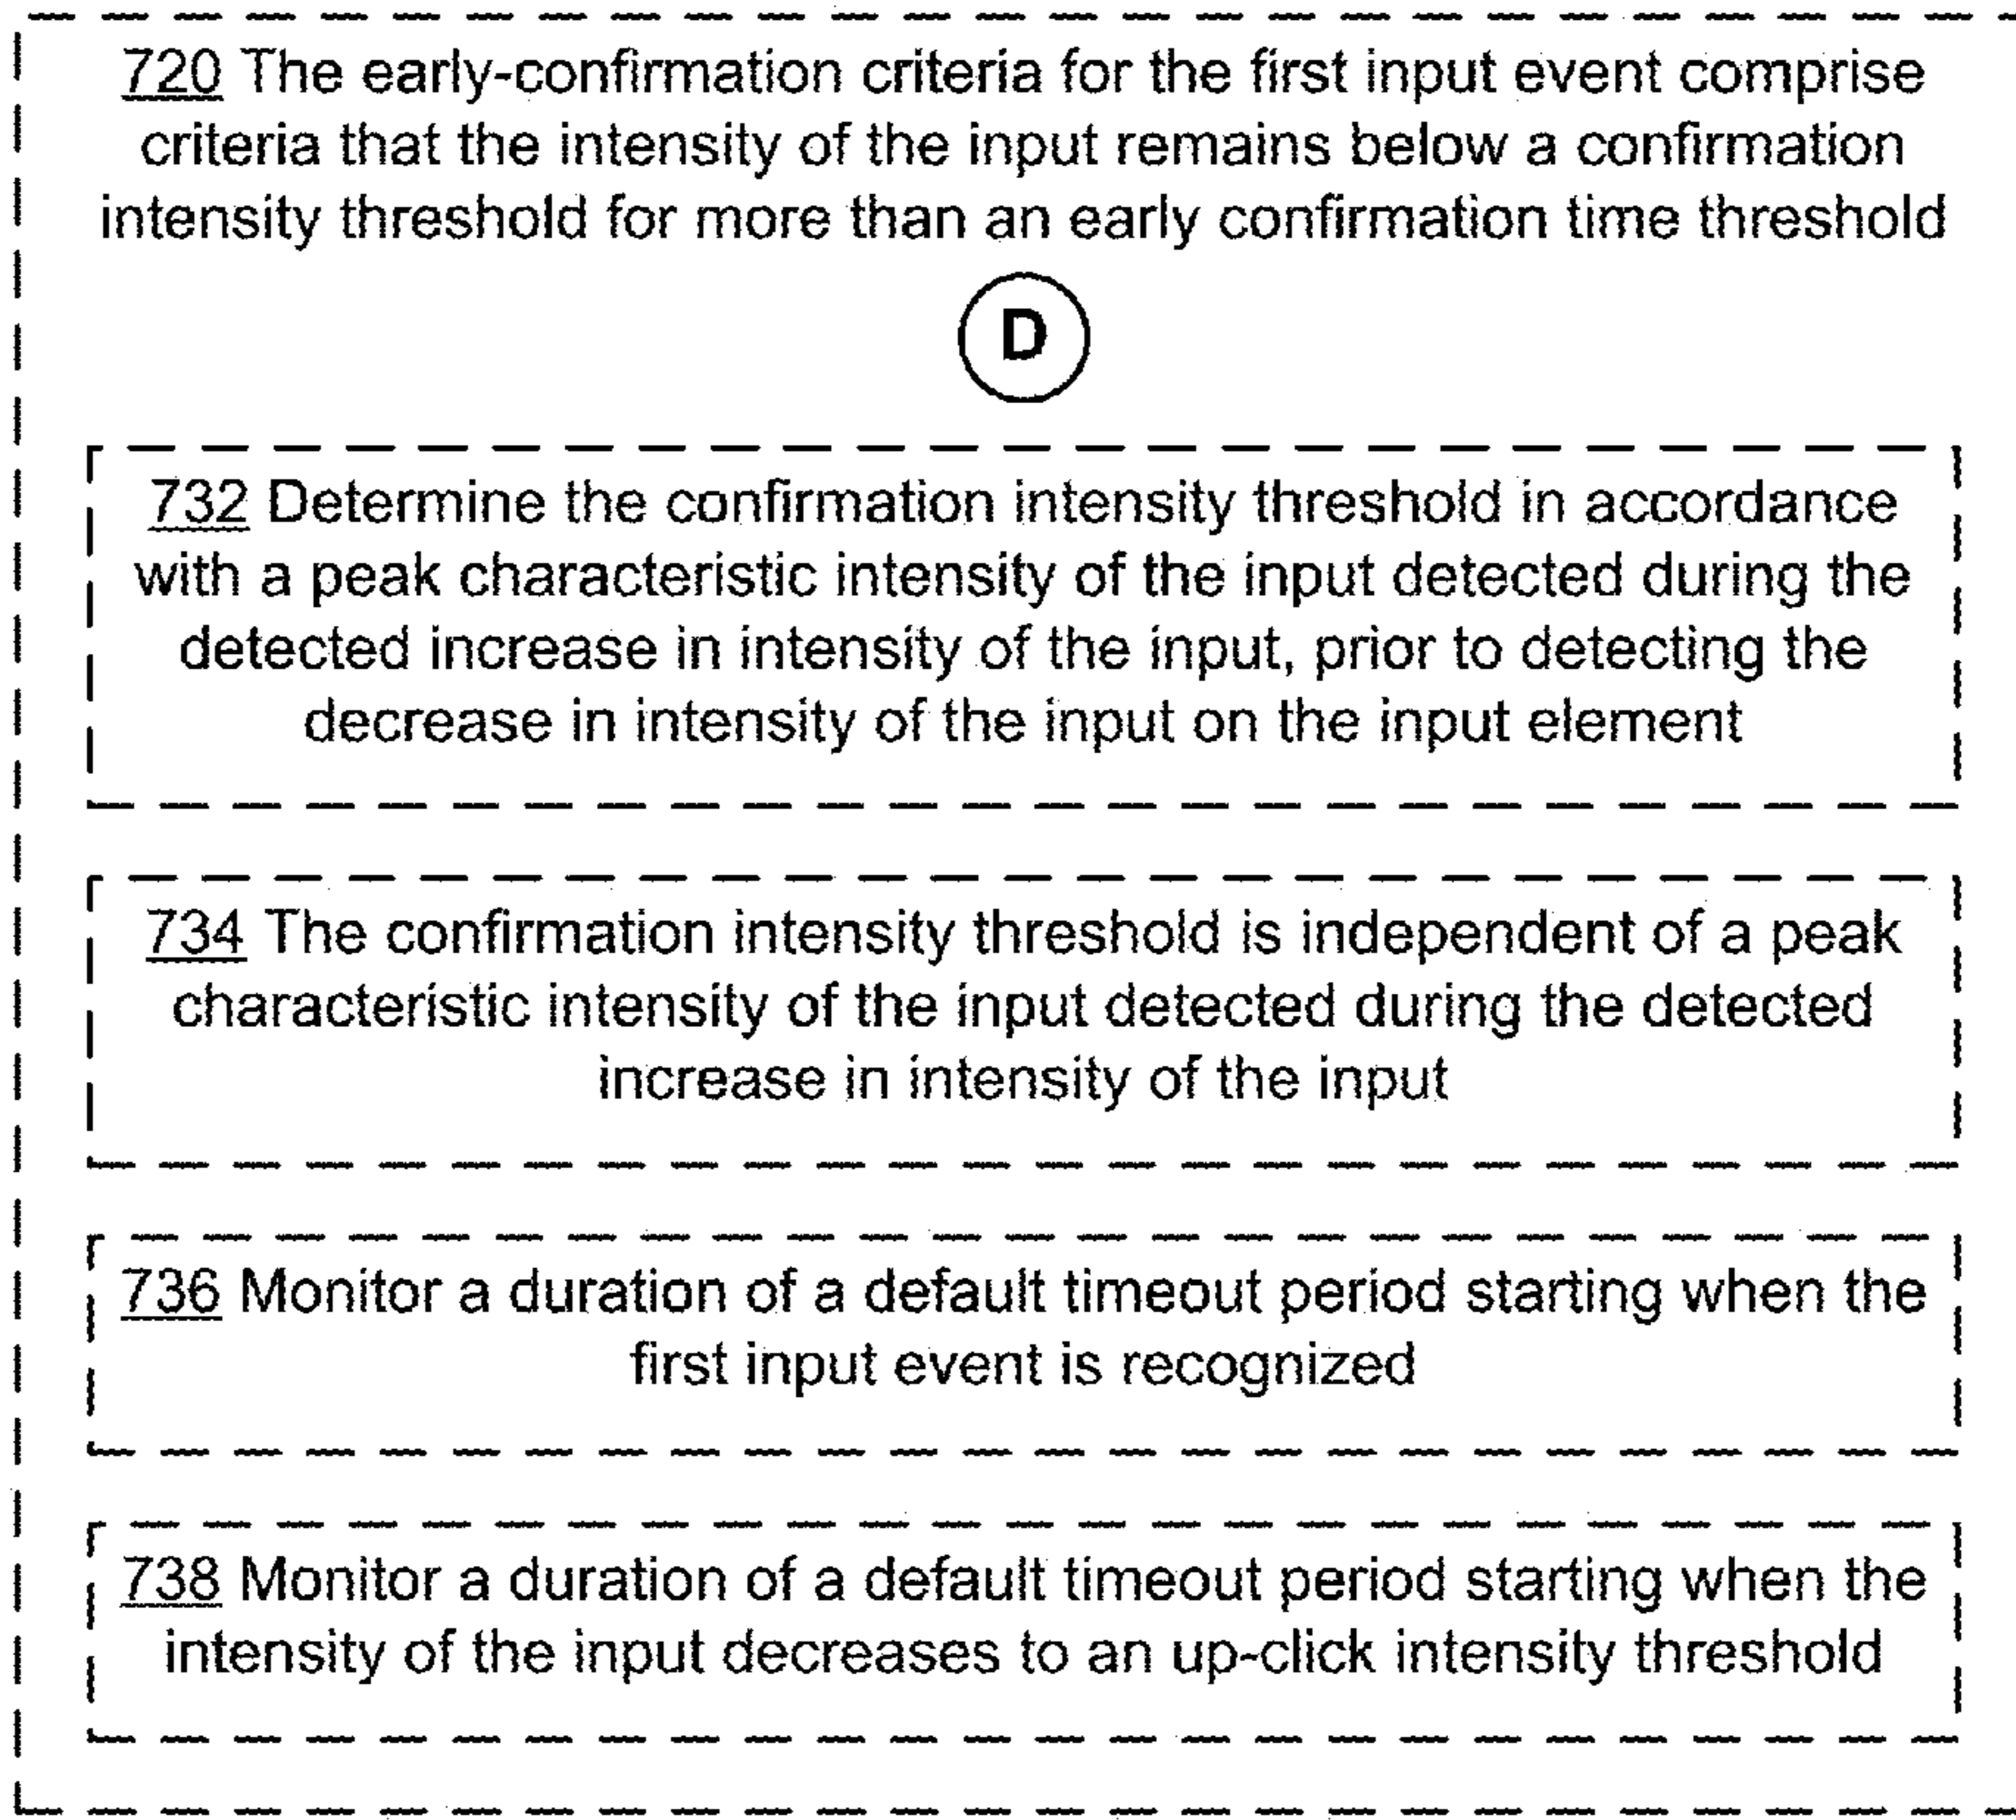 720 The early-confirmation criteria for the first input event comprise
criteria that the intensity of the input remains below a confirmation
intensity threshold for more than an early confirmation time threshold
D
732 Determine the confirmation intensity threshold in accordance
with a peak characteristic intensity of the input detected during the
detected increase in intensity of the input, prior to detecting the
decrease in intensity of the input on the input element
734 The confirmation intensity threshold is independent of a peak
characteristic intensity of the input detected during the detected
increase in intensity of the input
736 Monitor a duration of a default timeout period starting when the
first input event is recognized
738 Monitor a duration of a default timeout period starting when the
intensity of the input decreases to an up-click intensity threshold